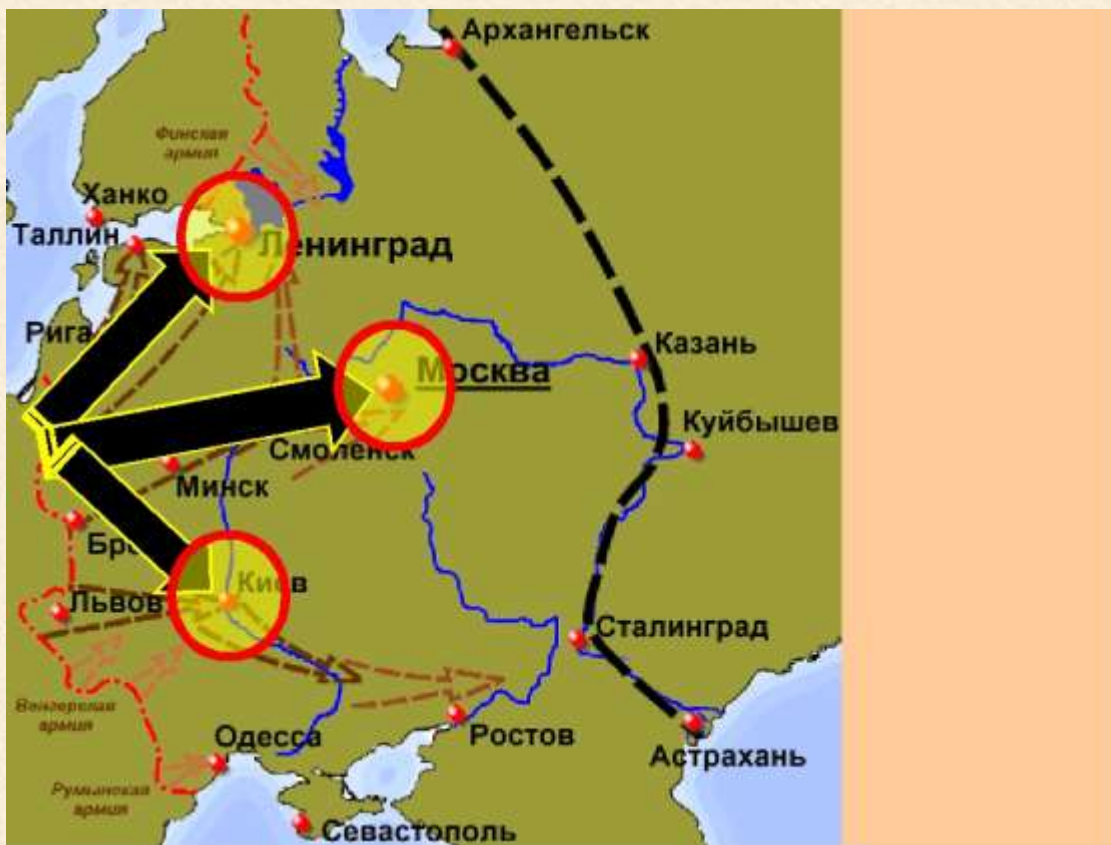 Архангельск
Финская
армия
Ханко
Таллин
Ленинград
Рига
Казань
Москва
Куйбышев
Смоленск
Минск
Киев
Львов
Сталинград
Венгерская
армия
Одесса
Ростов
Астрахань
Румынская
армия
Севастополь